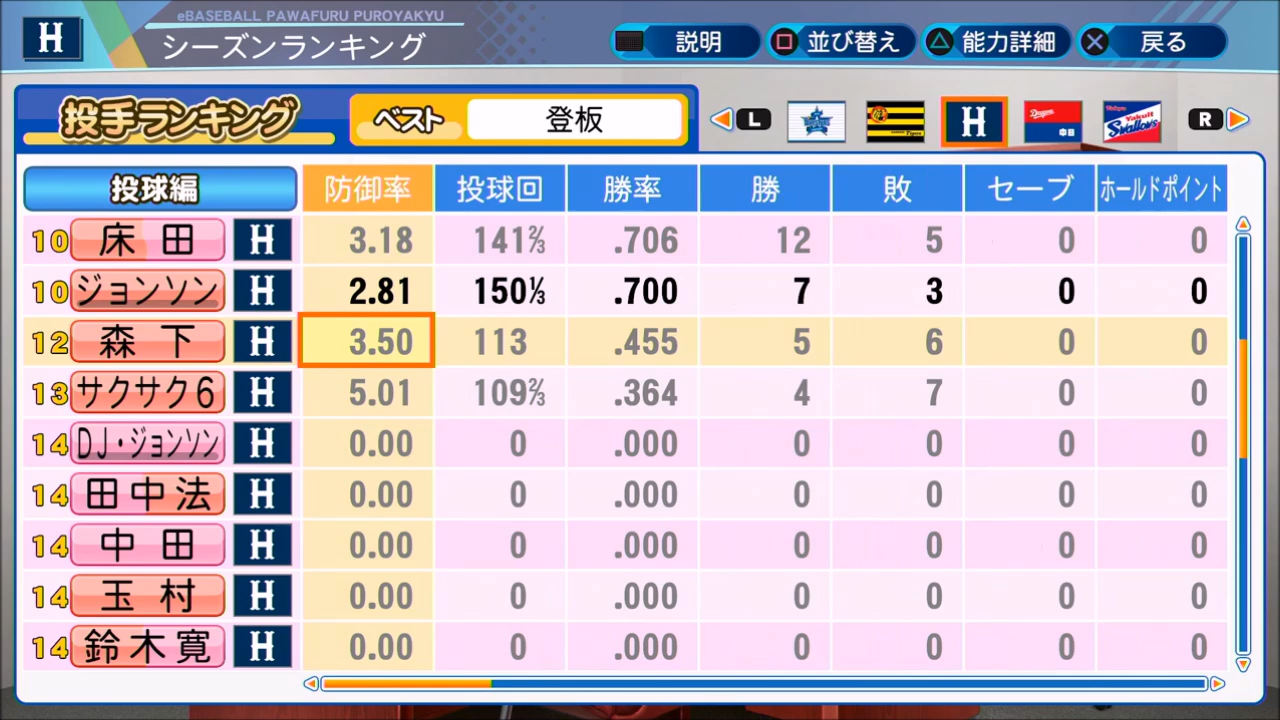 H
eBASEBALL PAWAFURU PUROYAKYU
シーズンランキング
説明 並び替え 能力詳細 戻る
投手ランキング ベスト 登板 L H Dragons 中日 Yakult Swallows R
投球編 防御率 投球回 勝率 勝 敗 セーブ ホールドポイント
10 床田 H 3.18 141⅔ .706 12 5 0 0
10 ジョンソン H 2.81 150⅓ .700 7 3 0 0
12 森下 H 3.50 113 .455 5 6 0 0
13 サクサク6 H 5.01 109⅔ .364 4 7 0 0
14 DJ・ジョンソン H 0.00 0 .000 0 0 0 0
14 田中法 H 0.00 0 .000 0 0 0 0
14 中田 H 0.00 0 .000 0 0 0 0
14 玉村 H 0.00 0 .000 0 0 0 0
14 鈴木寛 H 0.00 0 .000 0 0 0 0